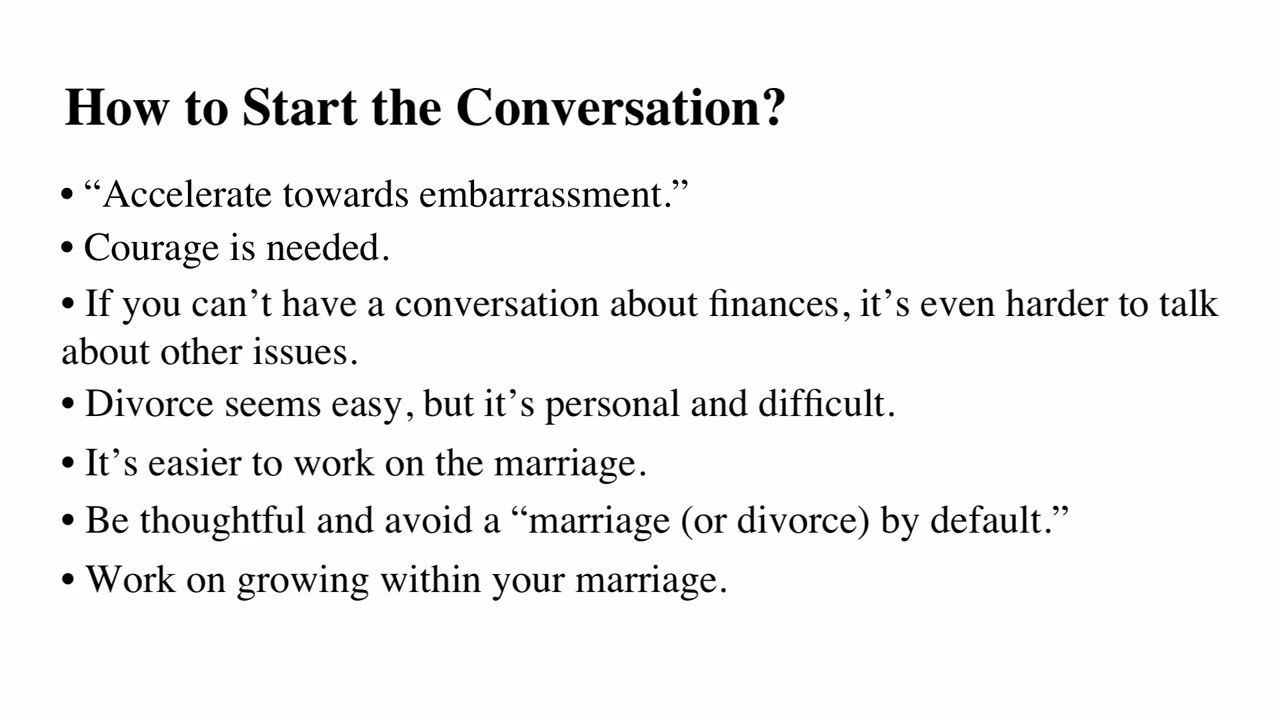 How to Start the Conversation?
• “Accelerate towards embarrassment.”
• Courage is needed.
• If you can’t have a conversation about finances, it’s even harder to talk
about other issues.
• Divorce seems easy, but it’s personal and difficult.
• It’s easier to work on the marriage.
• Be thoughtful and avoid a “marriage (or divorce) by default.”
• Work on growing within your marriage.